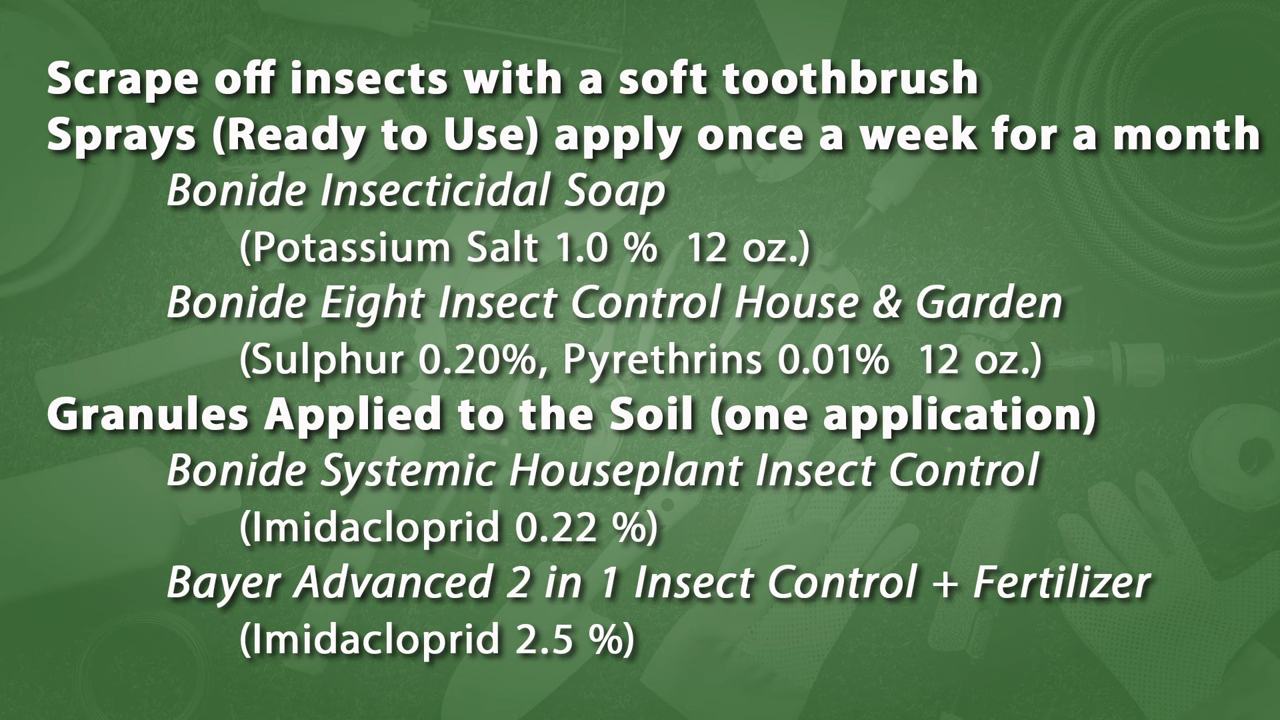 Scrape off insects with a soft toothbrush
Sprays (Ready to Use) apply once a week for a month
Bonide Insecticidal Soap
(Potassium Salt 1.0 % 12 oz.)
Bonide Eight Insect Control House & Garden
(Sulphur 0.20%, Pyrethrins 0.01% 12 oz.)
Granules Applied to the Soil (one application)
Bonide Systemic Houseplant Insect Control
(Imidacloprid 0.22 %)
Bayer Advanced 2 in 1 Insect Control + Fertilizer
(Imidacloprid 2.5 %)